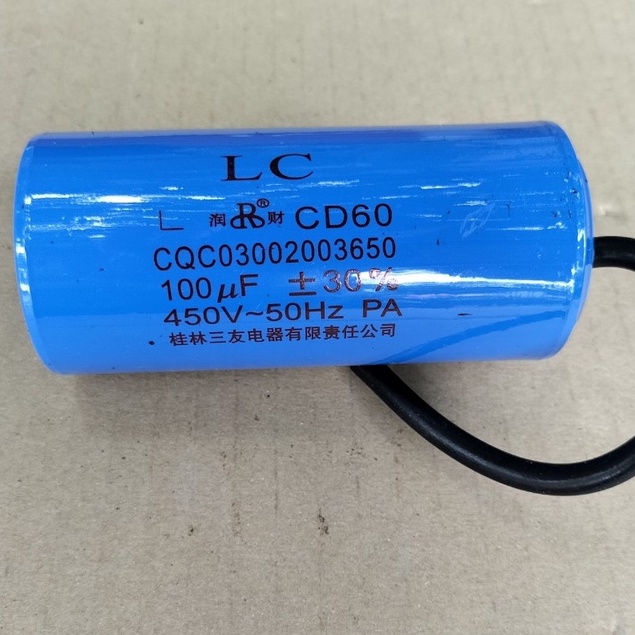 LC
润 R® 财 CD60
CQC03002003650
100μF ±30%
450V~50Hz PA
桂林三友电器有限责任公司